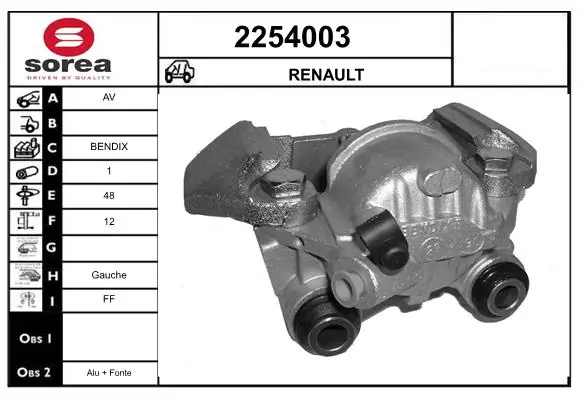 sorea
DRIVEN BY QUALITY
2254003
RENAULT
A AV
B
C BENDIX
D 1
E 48
F 12
G
H Gauche
I FF
OBS 1
OBS 2 Alu + Fonte
BENDIX